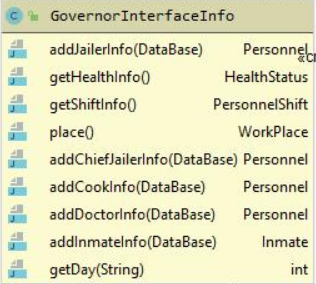 GovernorInterfaceInfo
addJailerInfo(DataBase) Personnel
getHealthInfo() HealthStatus
getShiftInfo() PersonnelShift
place() WorkPlace
addChiefJailerInfo(DataBase) Personnel
addCookInfo(DataBase) Personnel
addDoctorInfo(DataBase) Personnel
addInmateInfo(DataBase) Inmate
getDay(String) int